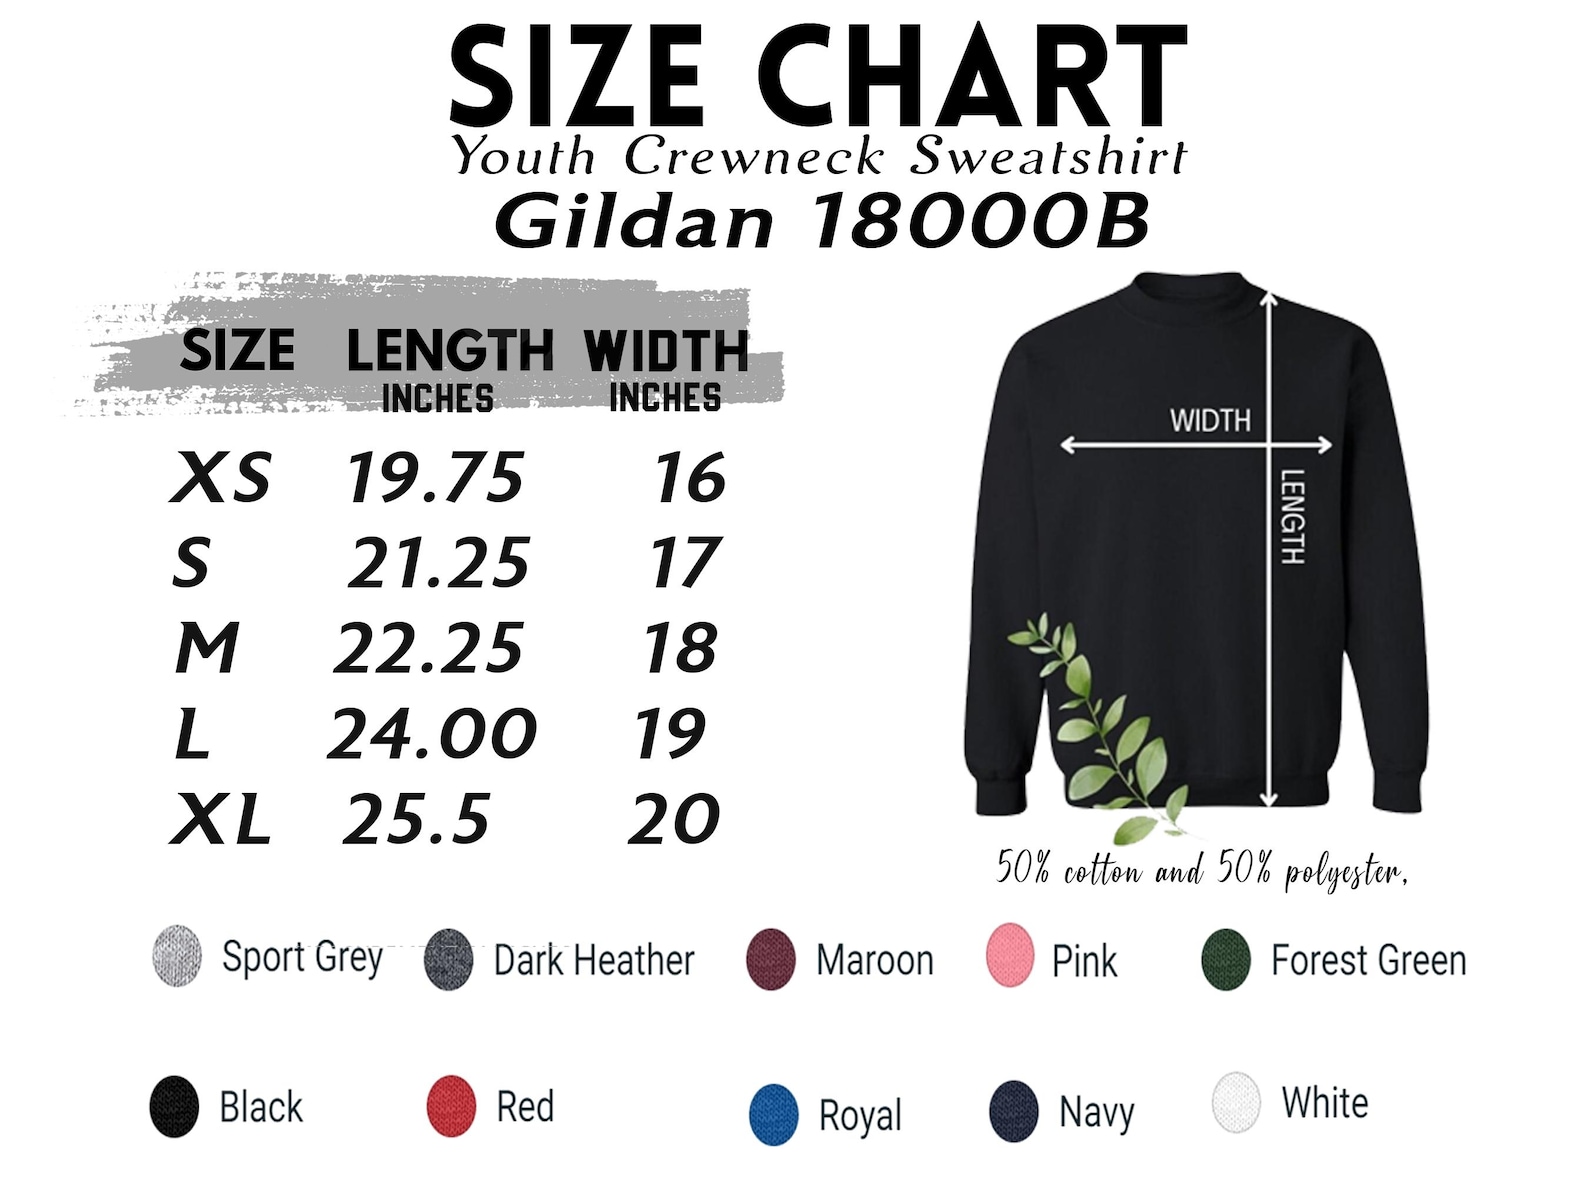 SIZE CHART
Youth Crewneck Sweatshirt
Gildan 18000B
SIZE LENGTH WIDTH
INCHES INCHES
XS 19.75 16
S 21.25 17
M 22.25 18
L 24.00 19
XL 25.5 20
WIDTH
LENGTH
50% cotton and 50% polyester,
Sport Grey Dark Heather Maroon Pink Forest Green
Black Red Royal Navy White